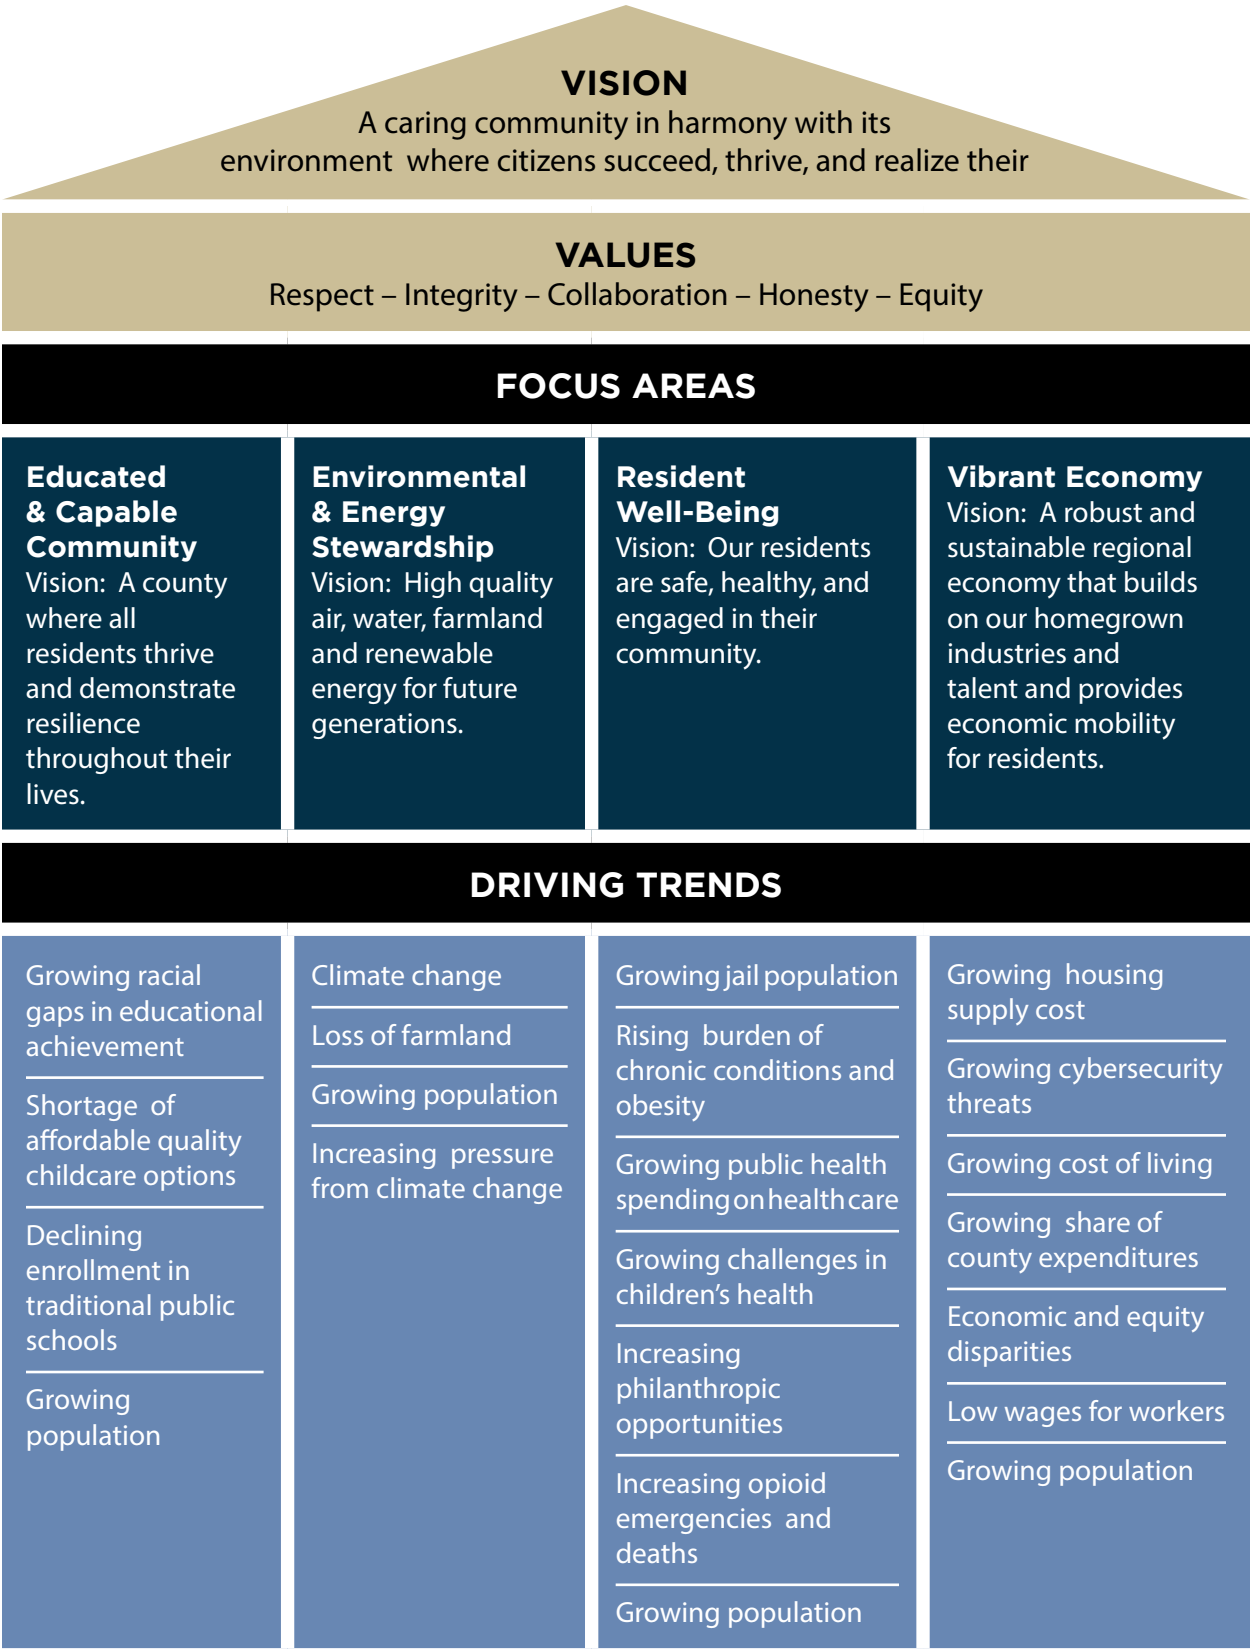 VISION
A caring community in harmony with its
environment where citizens succeed, thrive, and realize their
VALUES
Respect – Integrity – Collaboration – Honesty – Equity
FOCUS AREAS
Educated
& Capable
Community
Vision: A county
where all
residents thrive
and demonstrate
resilience
throughout their
lives.
Environmental
& Energy
Stewardship
Vision: High quality
air, water, farmland
and renewable
energy for future
generations.
Resident
Well-Being
Vision: Our residents
are safe, healthy, and
engaged in their
community.
Vibrant Economy
Vision: A robust and
sustainable regional
economy that builds
on our homegrown
industries and
talent and provides
economic mobility
for residents.
DRIVING TRENDS
Growing racial
gaps in educational
achievement
Shortage of
affordable quality
childcare options
Declining
enrollment in
traditional public
schools
Growing
population
Climate change
Loss of farmland
Growing population
Increasing pressure
from climate change
Growing jail population
Rising burden of
chronic conditions and
obesity
Growing public health
spending on health care
Growing challenges in
children’s health
Increasing
philanthropic
opportunities
Increasing opioid
emergencies and
deaths
Growing population
Growing housing
supply cost
Growing cybersecurity
threats
Growing cost of living
Growing share of
county expenditures
Economic and equity
disparities
Low wages for workers
Growing population